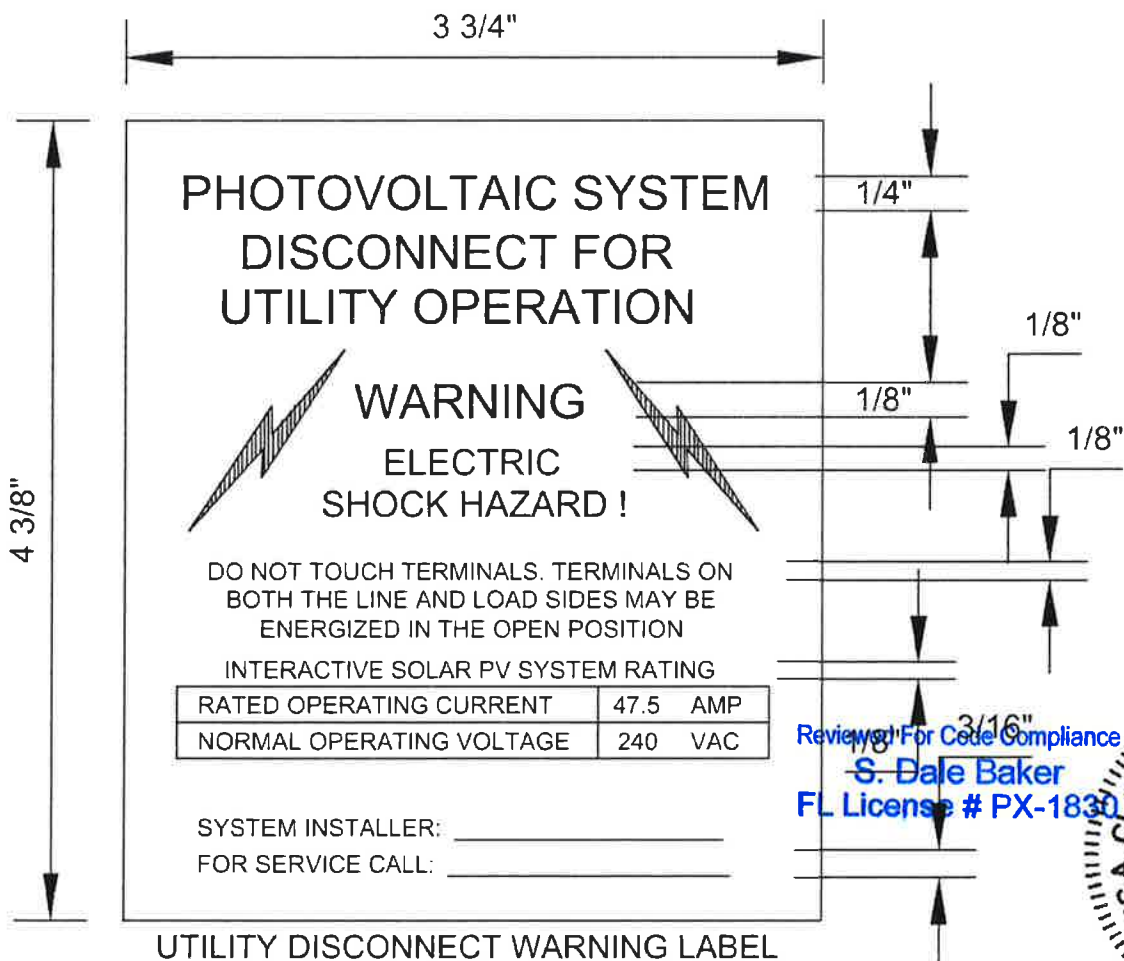 3 3/4"
4 3/8"
PHOTOVOLTAIC SYSTEM
DISCONNECT FOR
UTILITY OPERATION
1/4"
1/8"
WARNING
1/8"
1/8"
ELECTRIC
SHOCK HAZARD !
DO NOT TOUCH TERMINALS. TERMINALS ON
BOTH THE LINE AND LOAD SIDES MAY BE
ENERGIZED IN THE OPEN POSITION
INTERACTIVE SOLAR PV SYSTEM RATING
RATED OPERATING CURRENT 47.5 AMP
NORMAL OPERATING VOLTAGE 240 VAC
3/16"
1/8"
Reviewed For Code Compliance
S. Dale Baker
FL License # PX-1830
SYSTEM INSTALLER:
FOR SERVICE CALL:
UTILITY DISCONNECT WARNING LABEL